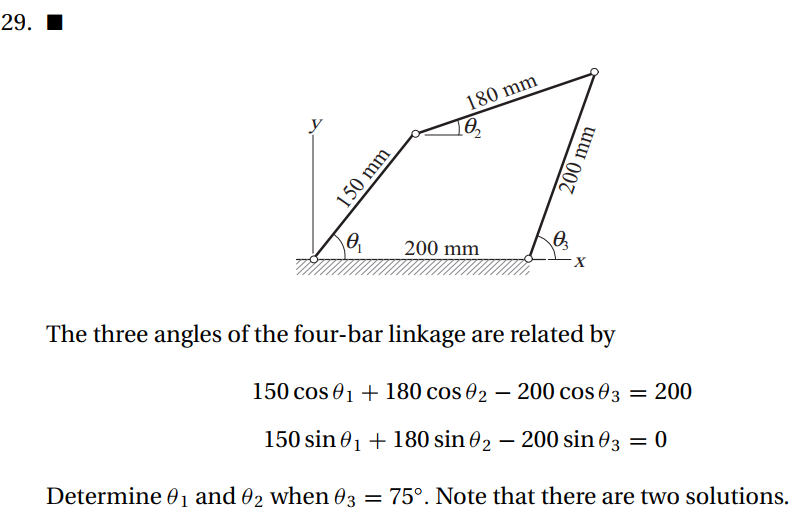 29. ■
180 mm
y
θ2
150 mm
200 mm
θ1
200 mm
θ3
x
The three angles of the four-bar linkage are related by
150 cos θ1 + 180 cos θ2 − 200 cos θ3 = 200
150 sin θ1 + 180 sin θ2 − 200 sin θ3 = 0
Determine θ1 and θ2 when θ3 = 75°. Note that there are two solutions.